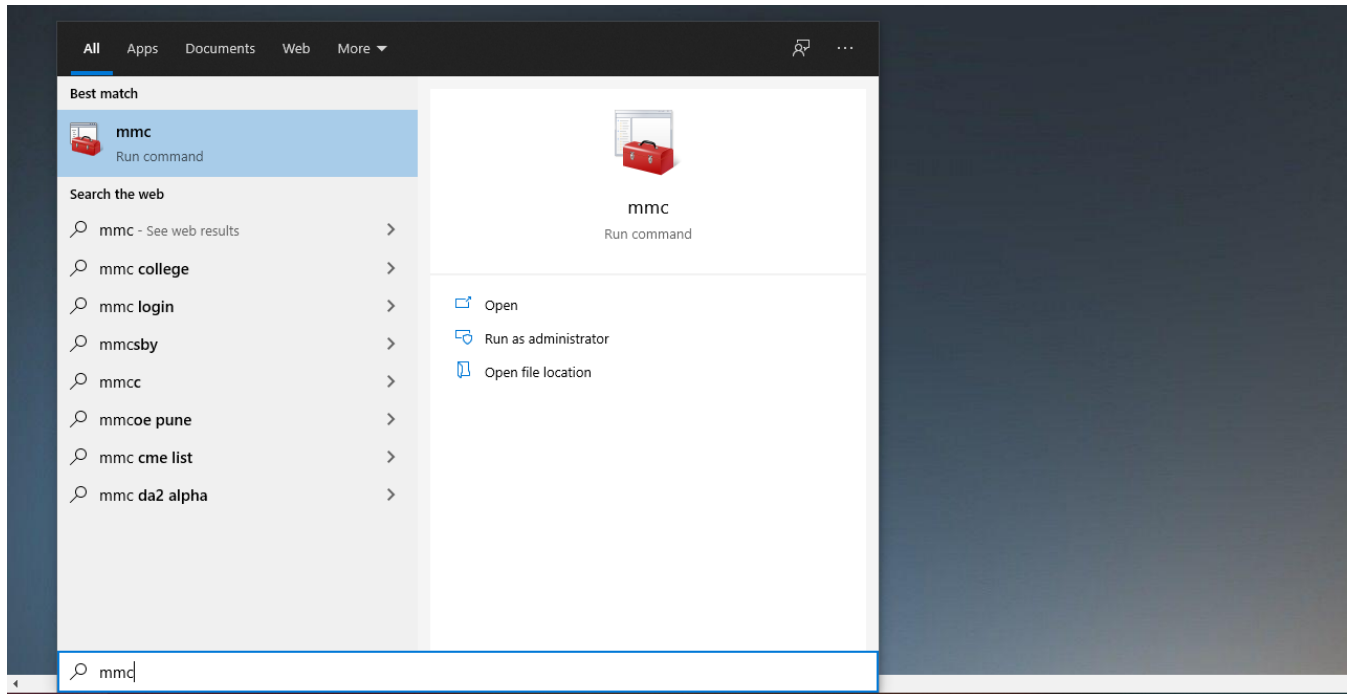 All Apps Documents Web More
Best match
mmc
Run command
Search the web
mmc - See web results
mmc college
mmc login
mmcsby
mmcc
mmcoe pune
mmc cme list
mmc da2 alpha
mmc
Run command
Open
Run as administrator
Open file location
mmc